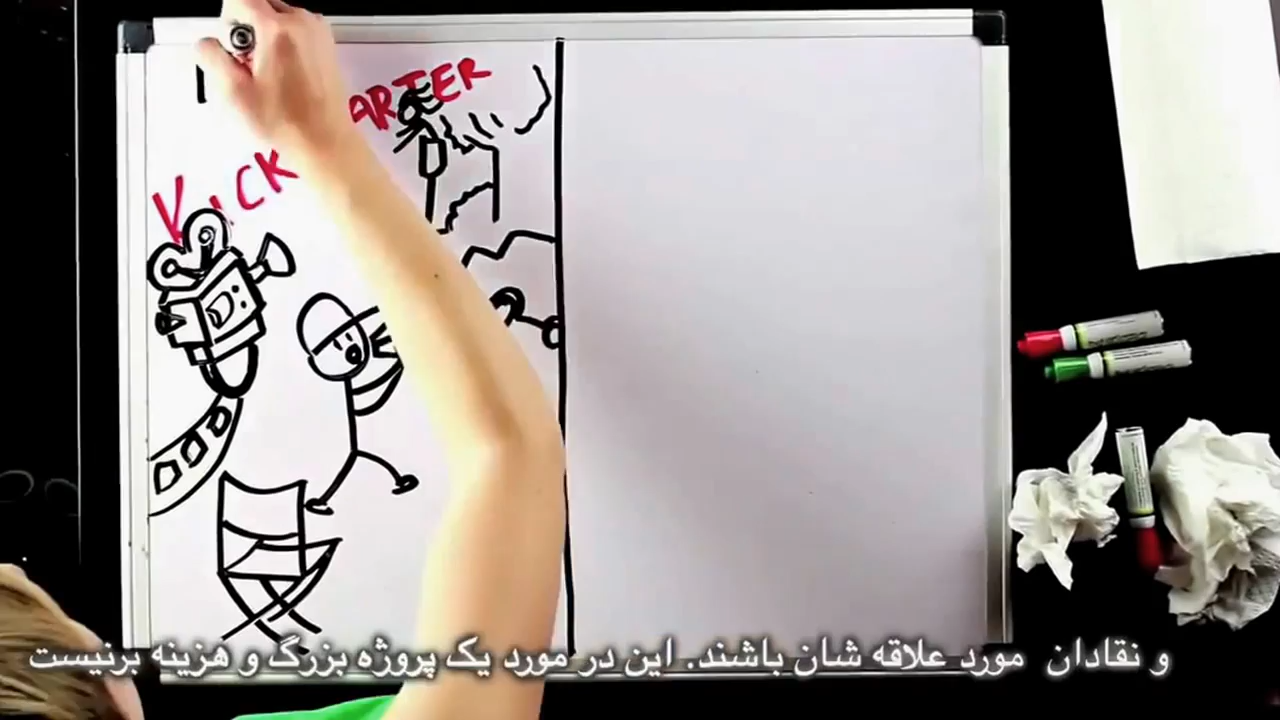 KICK ARTER
و نقادان مورد علاقه شان باشند. این در مورد یک پروژه بزرگ و هزینه برنیست